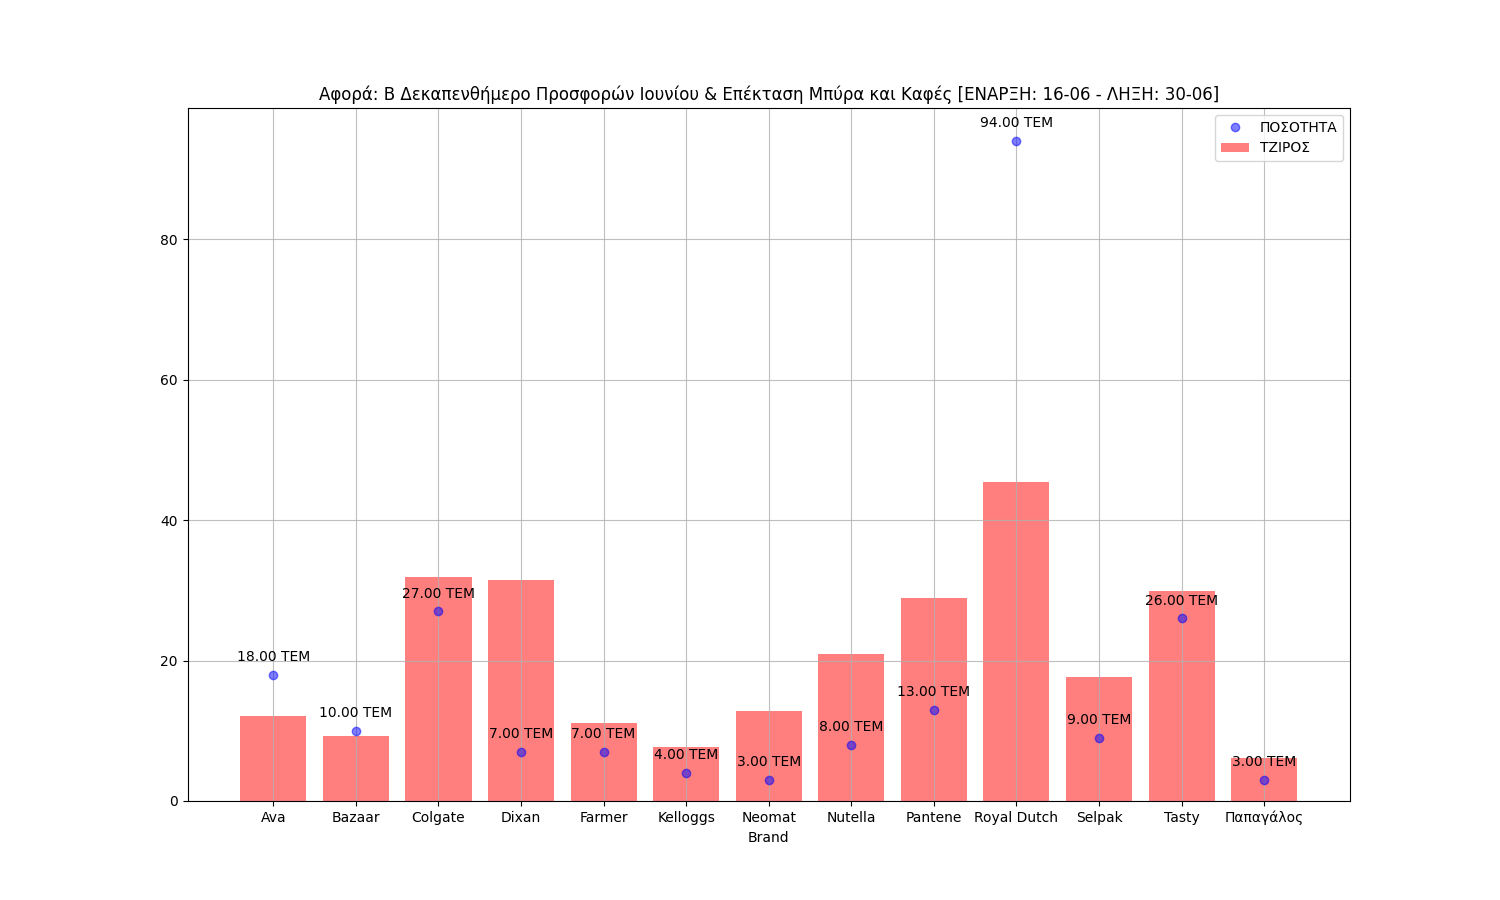 Αφορά: Β Δεκαπενθήμερο Προσφορών Ιουνίου & Επέκταση Μπύρα και Καφές [ΕΝΑΡΞΗ: 16-06 - ΛΗΞΗ: 30-06]
94.00 TEM
ΠΟΣΟΤΗΤΑ
ΤΖΙΡΟΣ
80
60
40
27.00 TEM
26.00 TEM
20
18.00 TEM
10.00 TEM
7.00 TEM
7.00 TEM
4.00 TEM
3.00 TEM
8.00 TEM
13.00 TEM
9.00 TEM
3.00 TEM
0
Ava Bazaar Colgate Dixan Farmer Kelloggs Neomat Nutella Pantene Royal Dutch Selpak Tasty Παπαγάλος
Brand